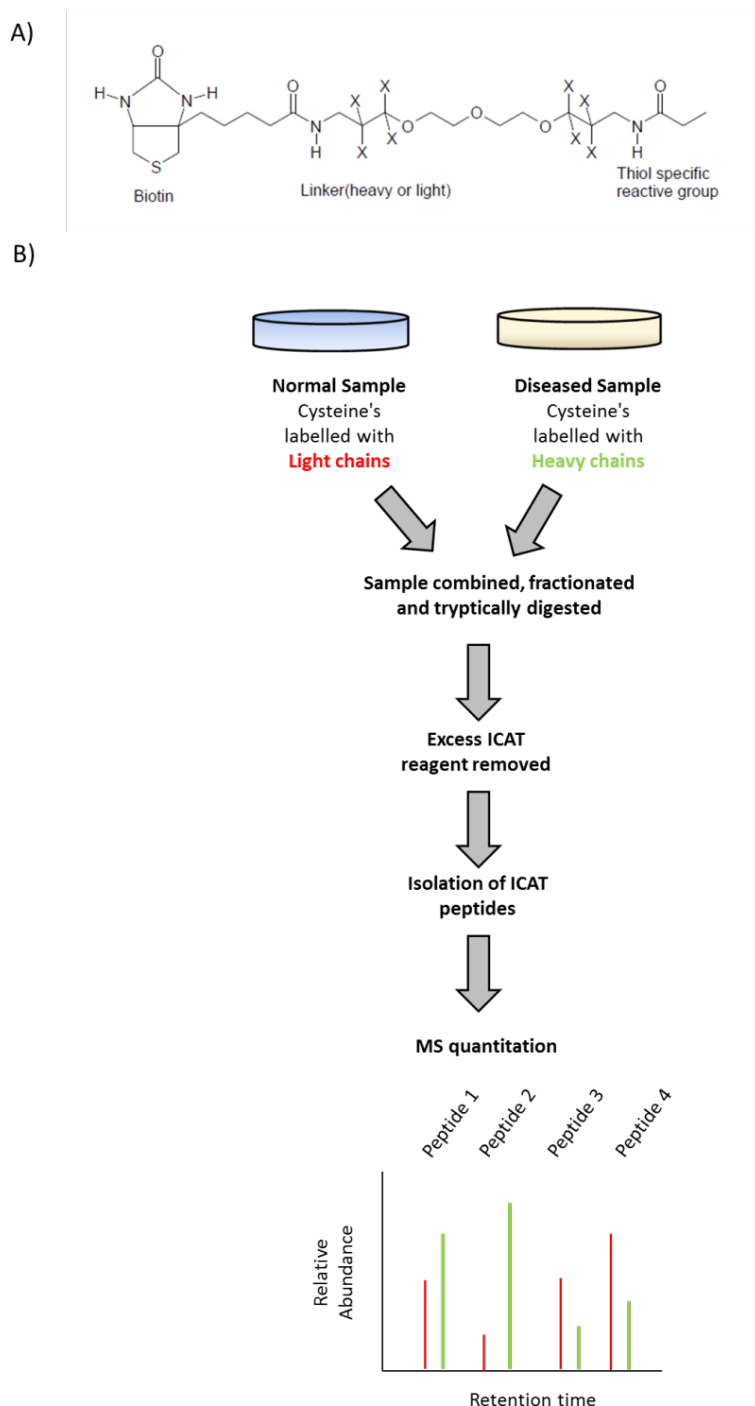 A)
O
H N N H
O
X X
X X
N
H
O
O
O
X X
X X
N
H
O
S
Biotin
Linker(heavy or light)
Thiol specific
reactive group
B)
Normal Sample
Cysteine's
labelled with
Light chains
Diseased Sample
Cysteine's
labelled with
Heavy chains
Sample combined, fractionated
and tryptically digested
Excess ICAT
reagent removed
Isolation of ICAT
peptides
MS quantitation
Peptide 1
Peptide 2
Peptide 3
Peptide 4
Relative
Abundance
Retention time